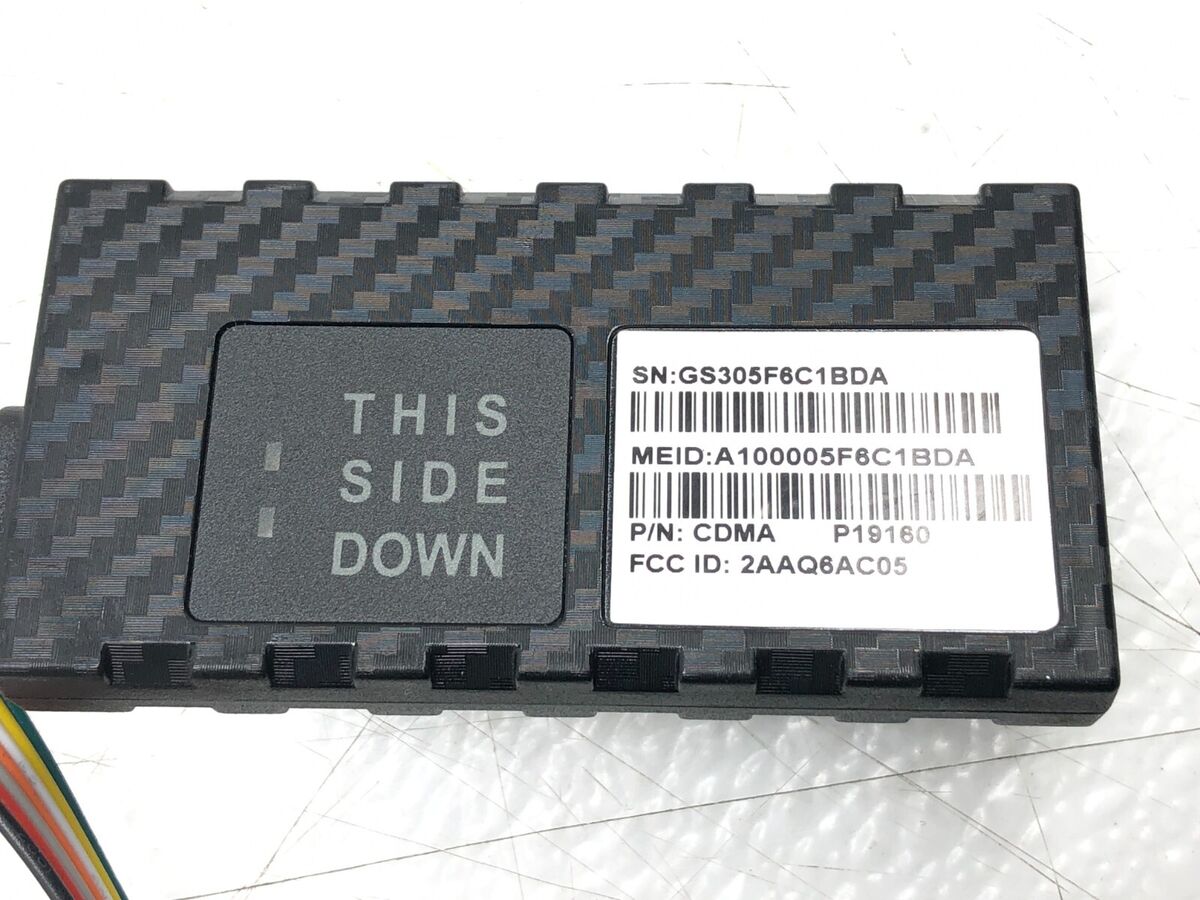 THIS
SIDE
DOWN
SN:GS305F6C1BDA
MEID:A100005F6C1BDA
P/N: CDMA P19160
FCC ID: 2AAQ6AC05